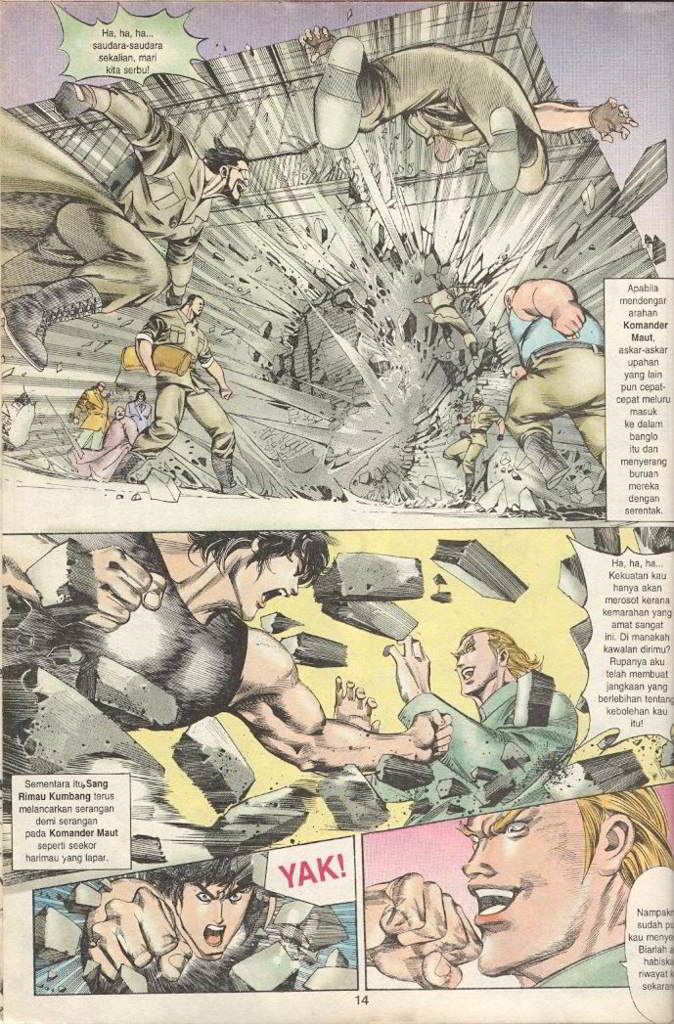 Ha, ha, ha...
saudara-saudara
sekalian, mari
kita serbu!
Apabila
mendengar
arahan
Komander
Maut,
askar-askar
yang lain
pun cepat-
cepat meluru
masuk
ke dalam
banglo
itu dan
menyerang
mereka
dengan
serentak.
Ha, ha, ha...
Kekuatan kau
hanya akan
merosot kerana
kemarahan yang
amat sangat
ini. Di manakah
kawalan dirimu?
Rupanya aku
telah membuat
jangkaan yang
berlebihan tentang
kebolehan kau
itu!
Sementara itu, Sang
Rimau Kumbang terus
melancarkan serangan
demi serangan
pada Komander Maut
seperti seekor
harimau yang lapar.
YAK!
sudah
kau
Biarlah
riwayat
14